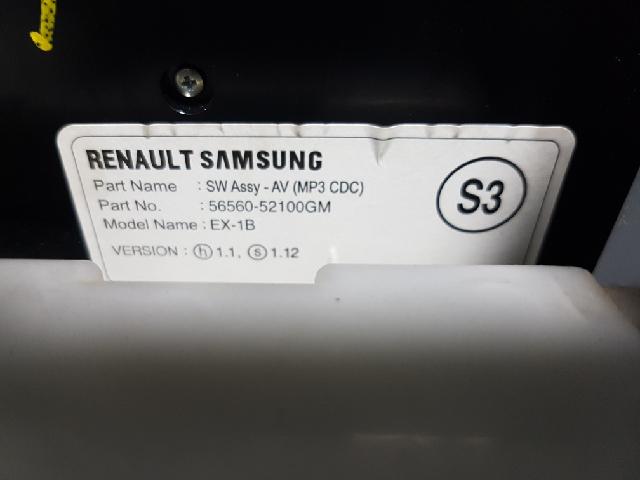 RENAULT SAMSUNG
Part Name : SW Assy - AV (MP3 CDC)
Part No. : 56560-52100GM
Model Name : EX-1B
VERSION : ⓗ 1.1, ⓢ 1.12
S3